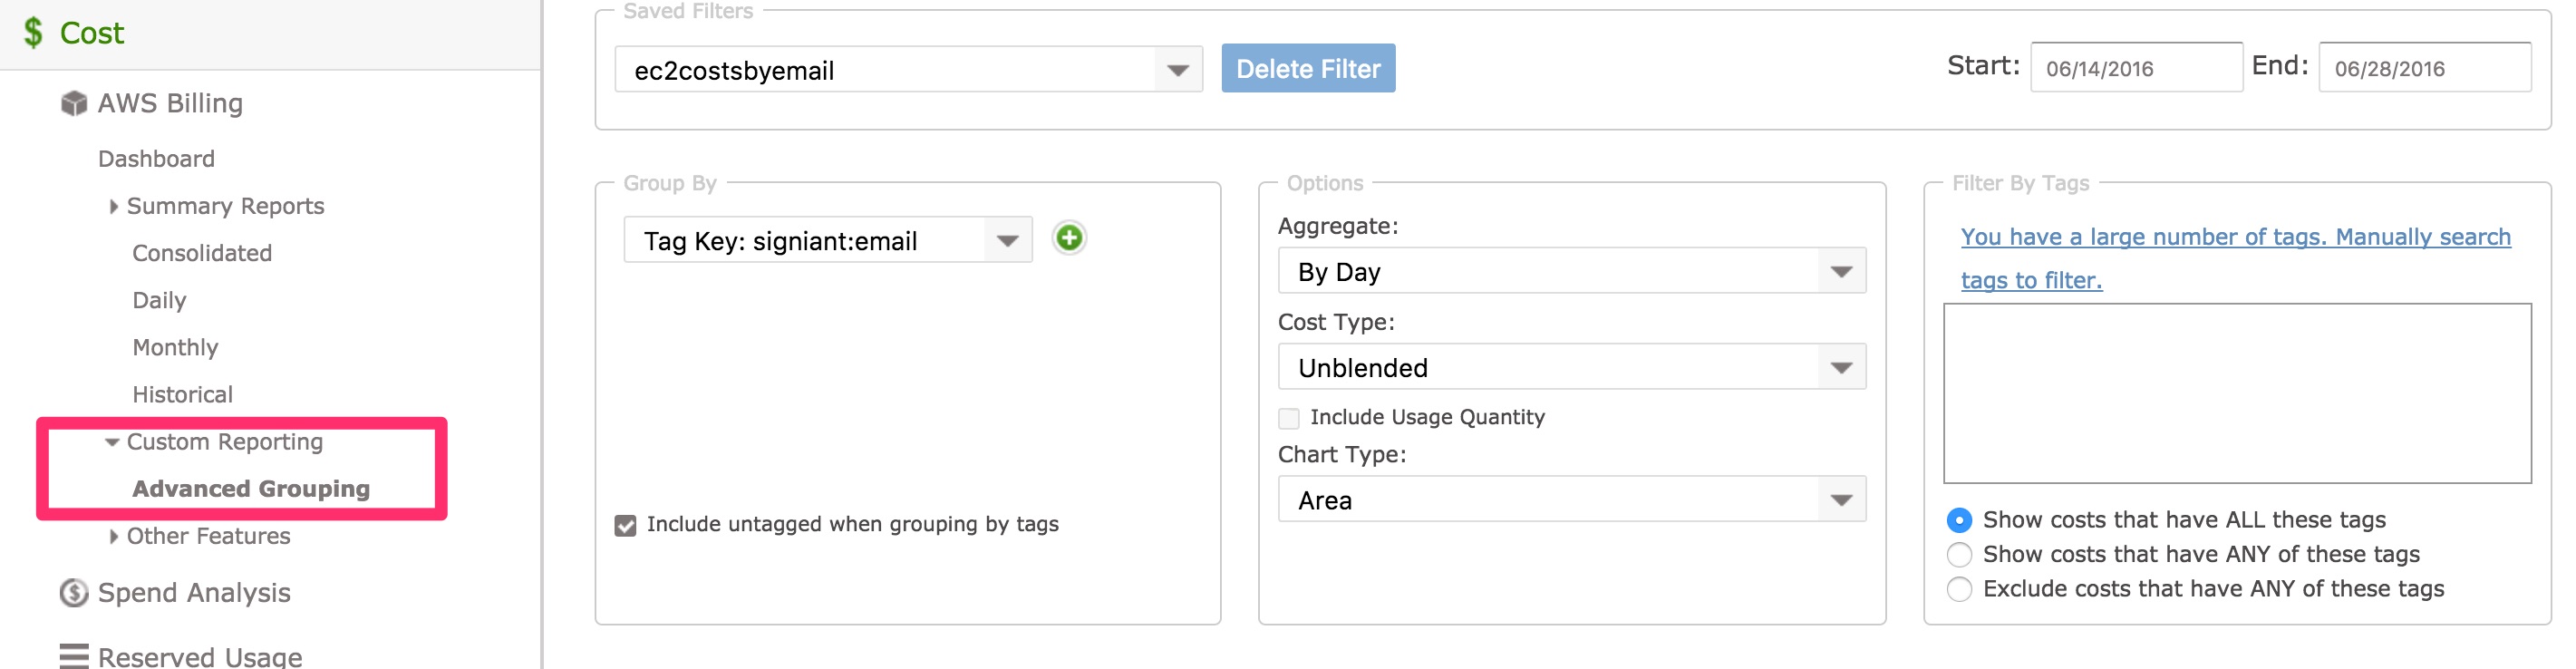 Cost
AWS Billing
Dashboard
Summary Reports
Consolidated
Daily
Monthly
Historical
Custom Reporting
Advanced Grouping
Other Features
Spend Analysis
Reserved Usage
Saved Filters
ec2costsbyemail
Delete Filter
Start: 06/14/2016 End: 06/28/2016
Group By
Tag Key: signiant:email
Include untagged when grouping by tags
Options
Aggregate:
By Day
Cost Type:
Unblended
Include Usage Quantity
Chart Type:
Area
Filter By Tags
You have a large number of tags. Manually search
tags to filter.
Show costs that have ALL these tags
Show costs that have ANY of these tags
Exclude costs that have ANY of these tags